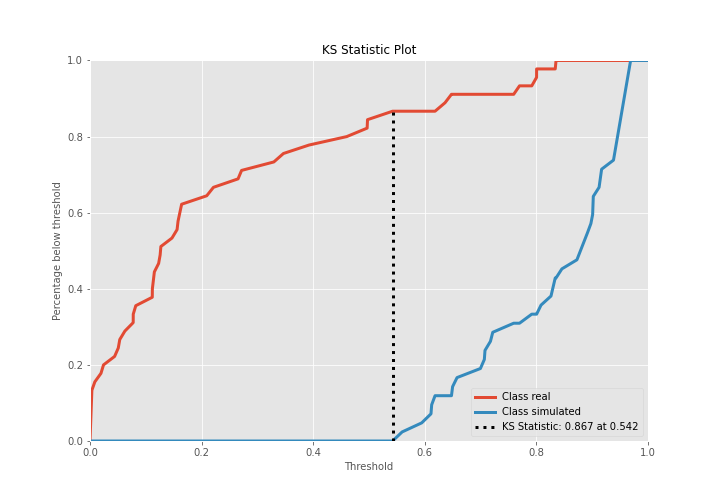 KS Statistic Plot
1.0
0.8
0.6
0.4
0.2
0.0
Percentage below threshold
0.0 0.2 0.4 0.6 0.8 1.0
Threshold
Class real
Class simulated
KS Statistic: 0.867 at 0.542